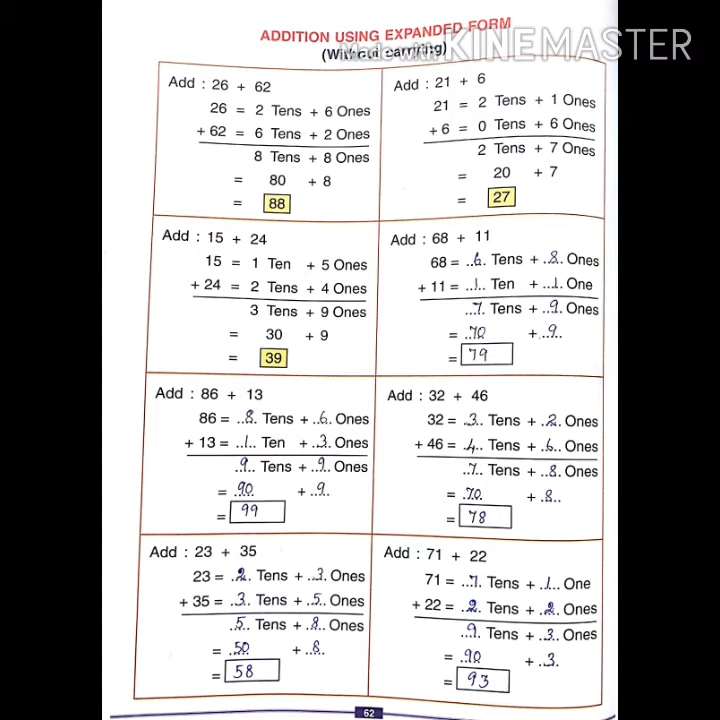 ADDITION USING EXPANDED FORM
(Without carrying)
Made with KINEMASTER
Add : 26 + 62
26 = 2 Tens + 6 Ones
+ 62 = 6 Tens + 2 Ones
8 Tens + 8 Ones
= 80 + 8
= 88
Add : 21 + 6
21 = 2 Tens + 1 Ones
+ 6 = 0 Tens + 6 Ones
2 Tens + 7 Ones
= 20 + 7
= 27
Add : 15 + 24
15 = 1 Ten + 5 Ones
+ 24 = 2 Tens + 4 Ones
3 Tens + 9 Ones
= 30 + 9
= 39
Add : 68 + 11
68 = ..6.. Tens + ..8.. Ones
+ 11 = ..1.. Ten + ..1.. One
..7.. Tens + ..9.. Ones
= ..70.. + ..9..
= 79
Add : 86 + 13
86 = ..8.. Tens + ..6.. Ones
+ 13 = ..1.. Ten + ..3.. Ones
..9.. Tens + ..9.. Ones
= ..90.. + ..9..
= 99
Add : 32 + 46
32 = ..3.. Tens + ..2.. Ones
+ 46 = ..4.. Tens + ..6.. Ones
..7.. Tens + ..8.. Ones
= ..70.. + ..8..
= 78
Add : 23 + 35
23 = ..2.. Tens + ..3.. Ones
+ 35 = ..3.. Tens + ..5.. Ones
..5.. Tens + ..8.. Ones
= ..50.. + ..8..
= 58
Add : 71 + 22
71 = ..7.. Tens + ..1.. One
+ 22 = ..2.. Tens + ..2.. Ones
..9.. Tens + ..3.. Ones
= ..90.. + ..3..
= 93
62